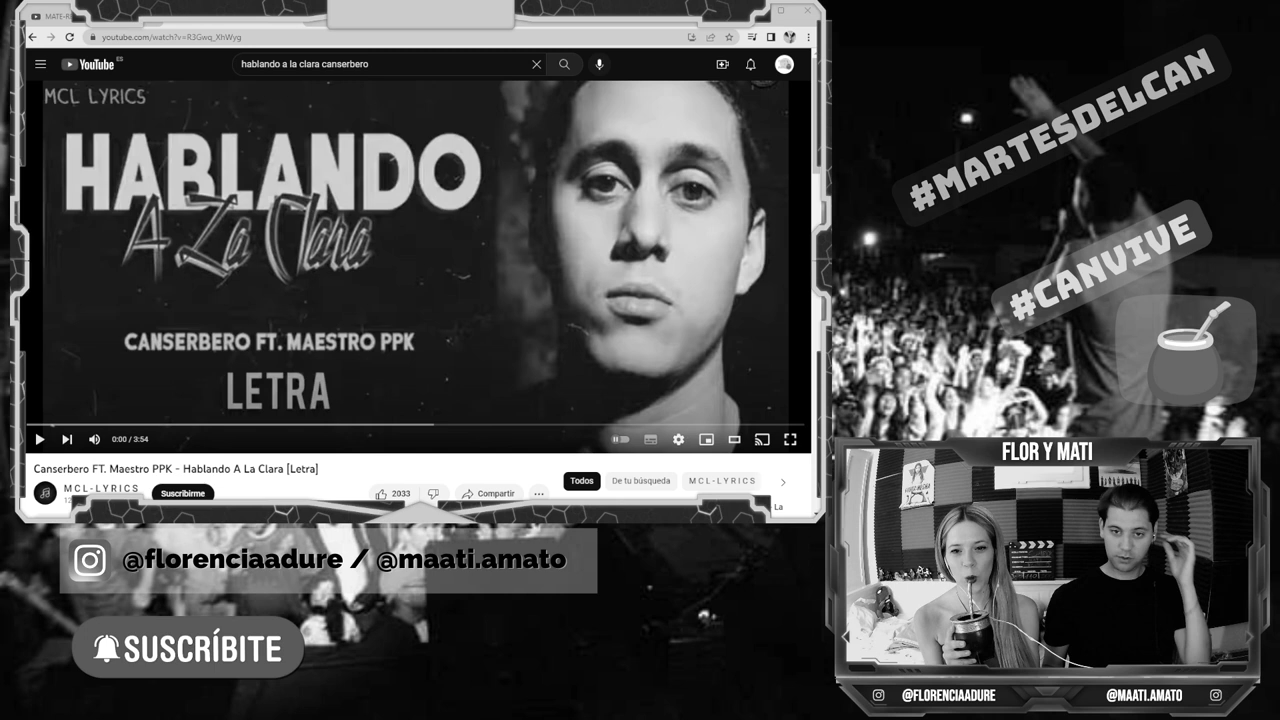 MATE-R
youtube.com/watch?v=R3Gwq_XhWyg
YouTube ES
hablando a la clara canserbero
MCL LYRICS
HABLANDO
A La Clara
CANSERBERO FT. MAESTRO PPK
LETRA
0:00 / 3:54
Canserbero FT. Maestro PPK - Hablando A La Clara [Letra]
MCL-LYRICS
Suscribirme
2033
Compartir
Todos
De tu búsqueda
MCL-LYRICS
La
#MARTESDELCAN
#CANVIVE
FLOR Y MATI
@florenciaadure / @maati.amato
SUSCRÍBITE
@FLORENCIAADURE
@MAATI.AMATO